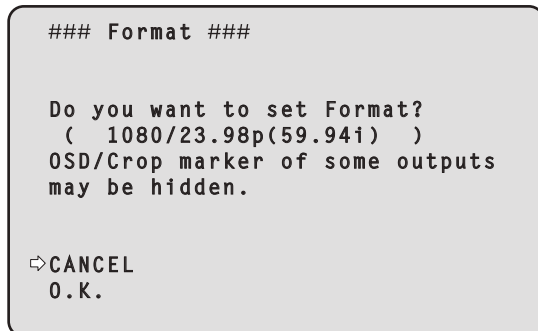 ### Format ###
Do you want to set Format?
( 1080/23.98p(59.94i) )
OSD/Crop marker of some outputs
may be hidden.
⇨CANCEL
O.K.